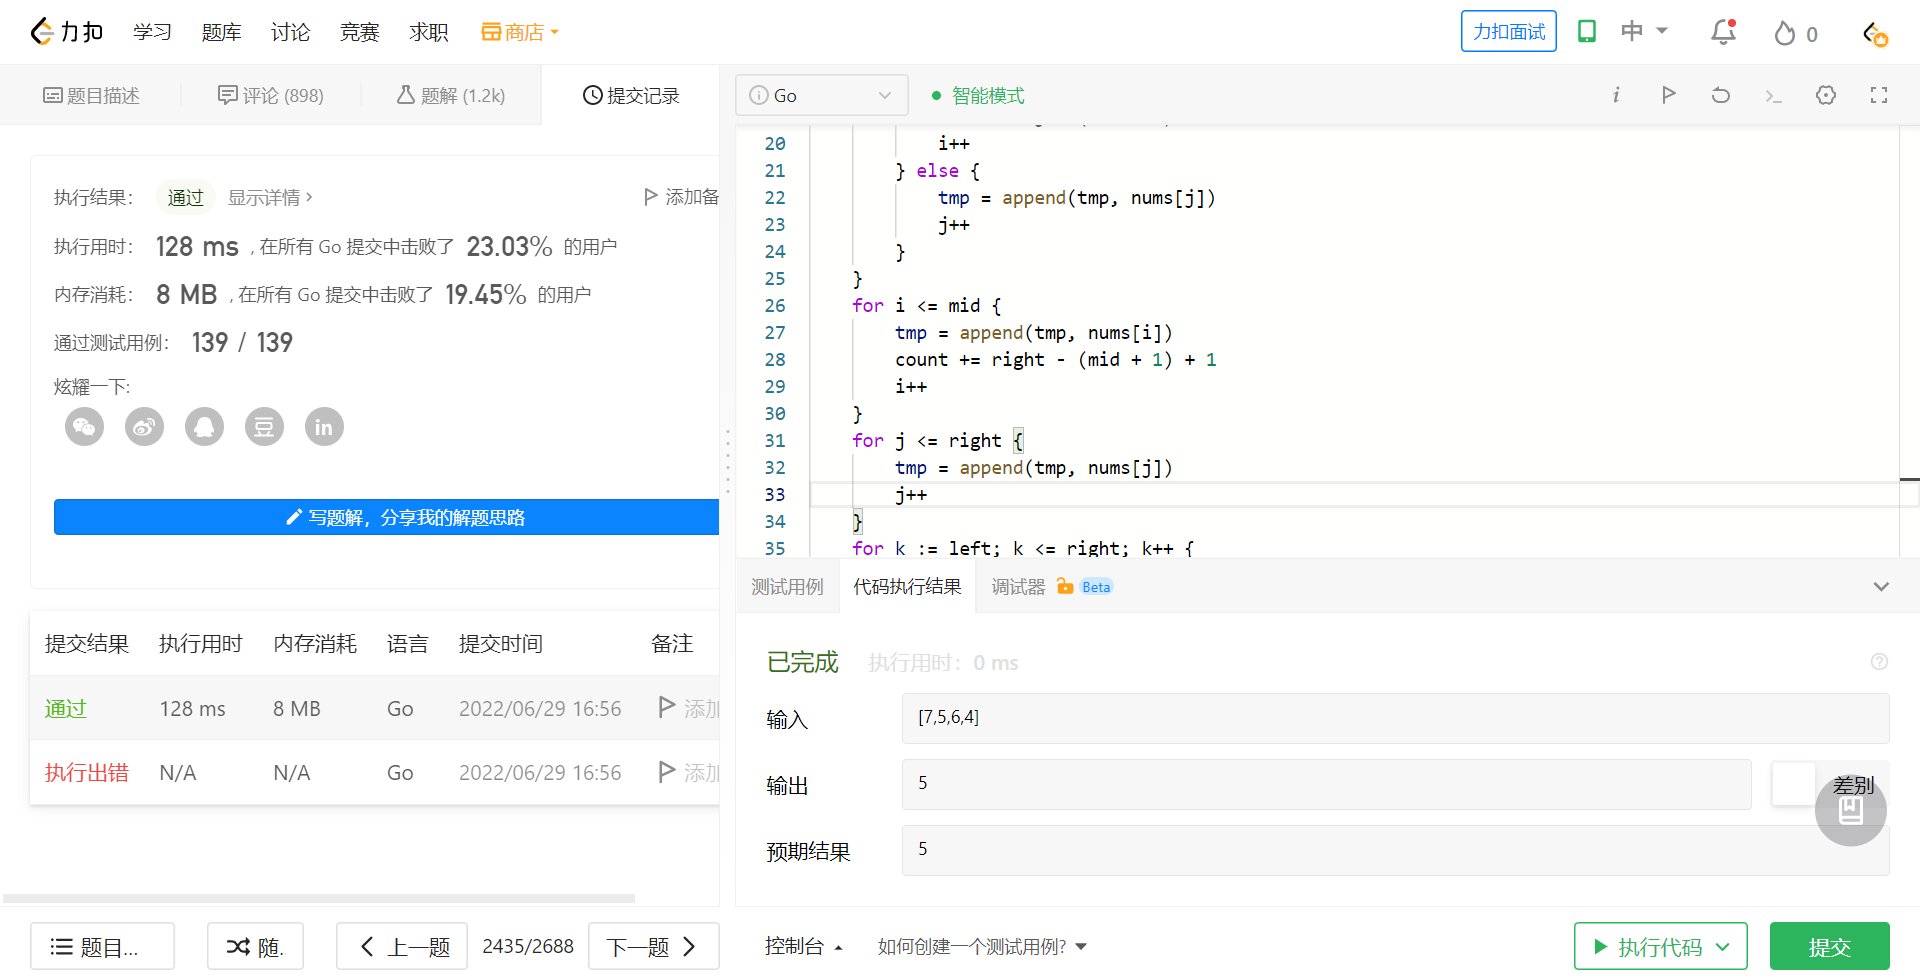 力扣 学习 题库 讨论 竞赛 求职 商店 力扣面试 中 0
题目描述 评论 (898) 题解 (1.2k) 提交记录
执行结果： 通过 显示详情 > 添加备
执行用时： 128 ms , 在所有 Go 提交中击败了 23.03% 的用户
内存消耗： 8 MB , 在所有 Go 提交中击败了 19.45% 的用户
通过测试用例： 139 / 139
炫耀一下:
豆 in
写题解，分享我的解题思路
提交结果 执行用时 内存消耗 语言 提交时间 备注
通过 128 ms 8 MB Go 2022/06/29 16:56 添加
执行出错 N/A N/A Go 2022/06/29 16:56 添加
题目... 随. 上一题 2435/2688 下一题
Go 智能模式
20 i++
21 } else {
22 tmp = append(tmp, nums[j])
23 j++
24 }
25 }
26 for i <= mid {
27 tmp = append(tmp, nums[i])
28 count += right - (mid + 1) + 1
29 i++
30 }
31 for j <= right {
32 tmp = append(tmp, nums[j])
33 j++
34 }
35 for k := left; k <= right; k++ {
测试用例 代码执行结果 调试器 Beta
已完成 执行用时：0 ms
输入 [7,5,6,4]
输出 5 差别
预期结果 5
控制台 如何创建一个测试用例? 执行代码 提交